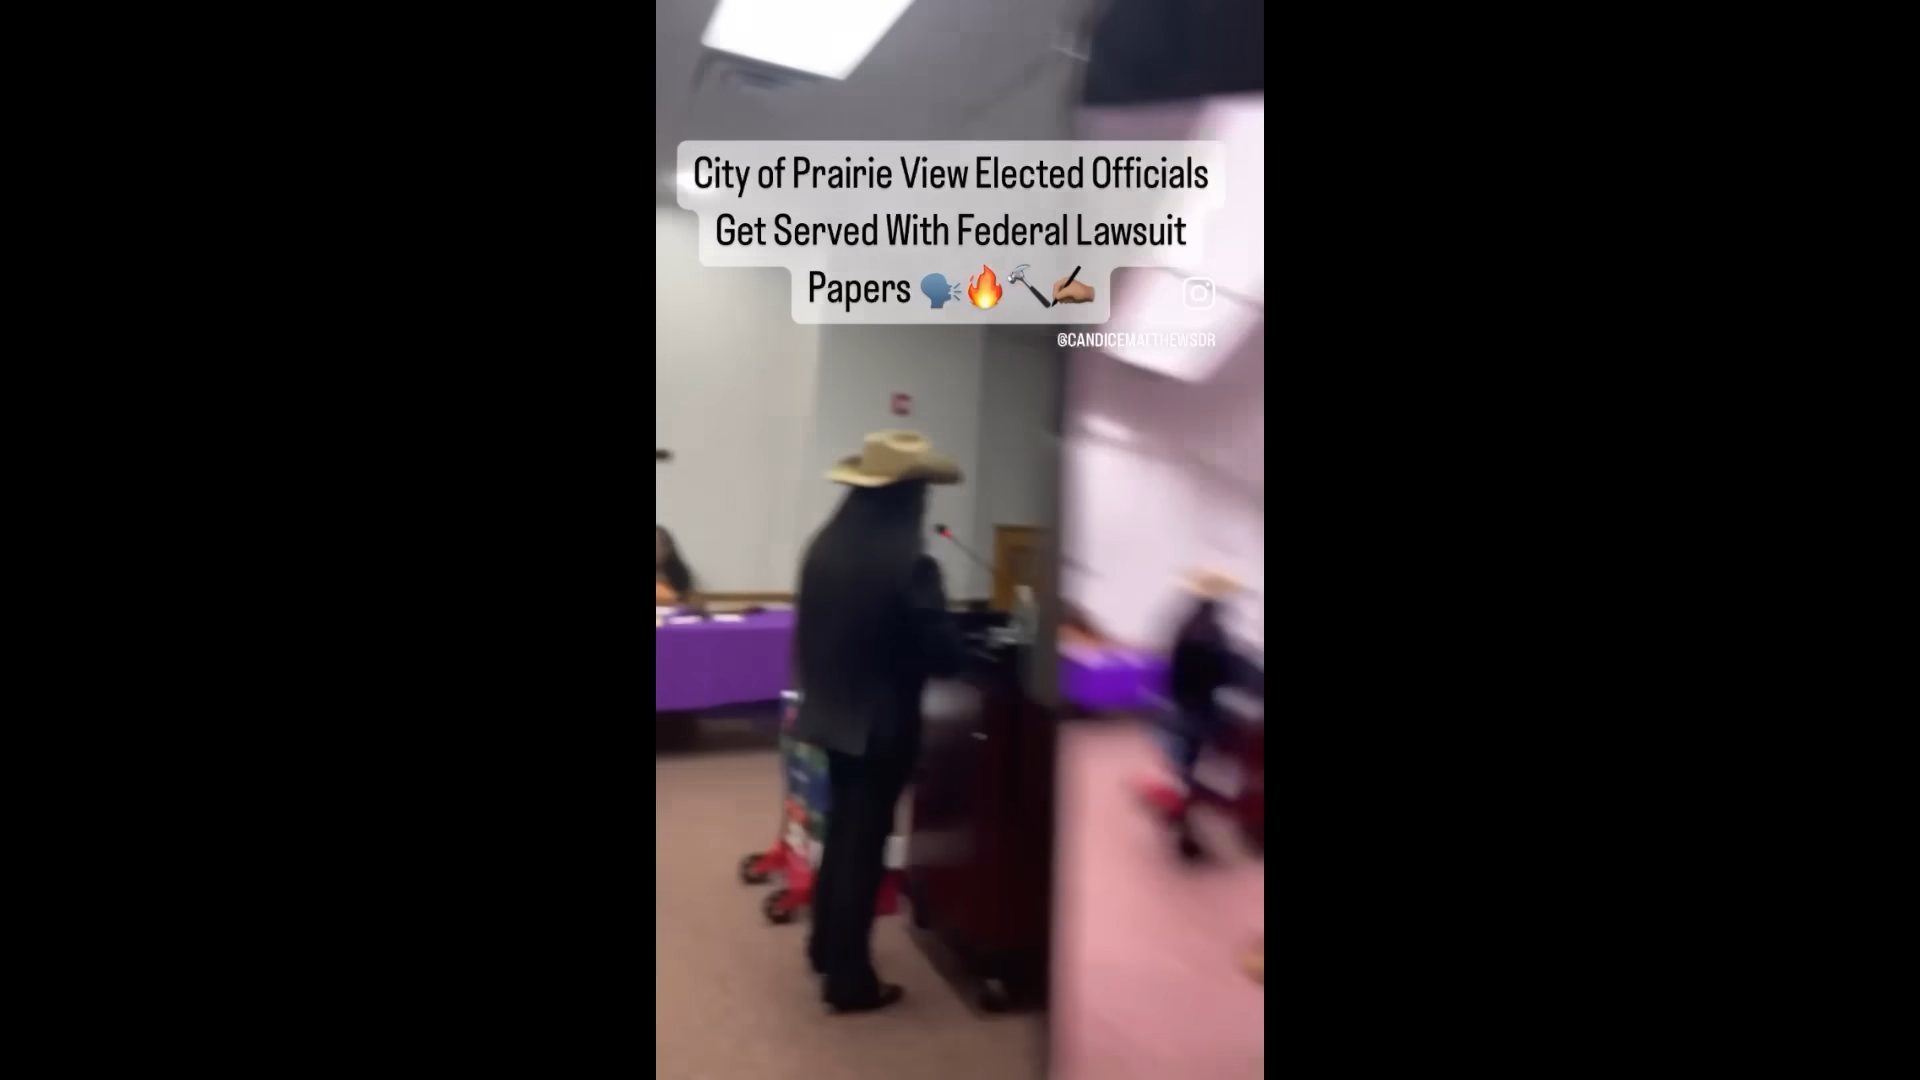 City of Prairie View Elected Officials
Get Served With Federal Lawsuit
Papers 🗣️🔥🔨✍🏽
@CANDICEMATTHEWSDR